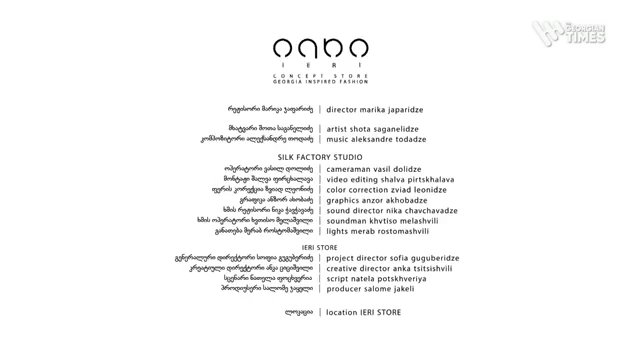 THE GEORGIAN TIMES
იერი
IERI
CONCEPT STORE
GEORGIA INSPIRED FASHION
რეჟისორი მარიკა ჯაფარიძე | director marika japaridze
მხატვარი შოთა საგანელიძე | artist shota saganelidze
კომპოზიტორი ალექსანდრე თოდაძე | music aleksandre todadze
SILK FACTORY STUDIO
ოპერატორი ვასილ დოლიძე | cameraman vasil dolidze
მონტაჟი შალვა ფირცხალავა | video editing shalva pirtskhalava
ფერის კორექცია ზვიად ლეონიძე | color correction zviad leonidze
გრაფიკა ანზორ ახობაძე | graphics anzor akhobadze
ხმის რეჟისორი ნიკა ჭავჭავაძე | sound director nika chavchavadze
ხმის ოპერატორი ხვთისო მელაშვილი | soundman khvtiso melashvili
განათება მერაბ როსტომაშვილი | lights merab rostomashvili
IERI STORE
გენერალური დირექტორი სოფია გუგუბერიძე | project director sofia guguberidze
კრეატიული დირექტორი ანკა ციციშვილი | creative director anka tsitsishvili
სცენარი ნათელა ფოცხვერია | script natela potskhveriya
პროდიუსერი სალომე ჯაყელი | producer salome jakeli
ლოკაცია | location IERI STORE